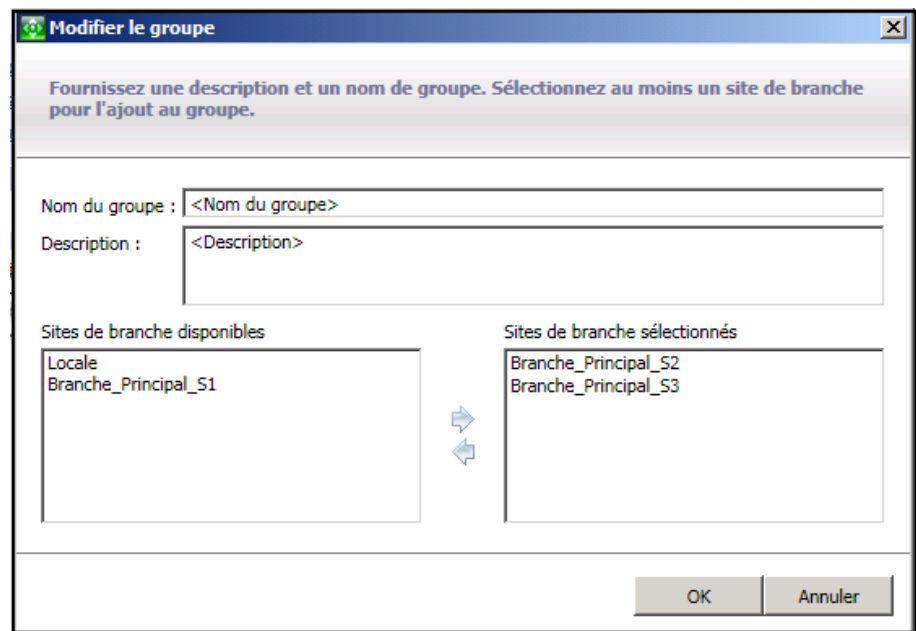 Modifier le groupe
Fournissez une description et un nom de groupe. Sélectionnez au moins un site de branche
pour l'ajout au groupe.
Nom du groupe : <Nom du groupe>
Description : <Description>
Sites de branche disponibles
Locale
Branche_Principal_S1
Sites de branche sélectionnés
Branche_Principal_S2
Branche_Principal_S3
OK
Annuler